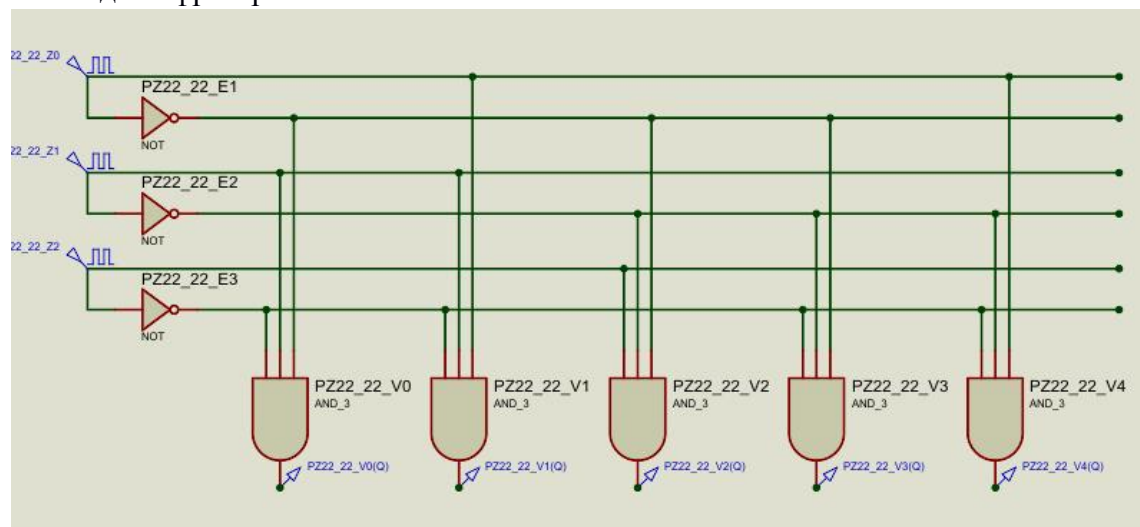 22_22_Z0
PZ22_22_E1
NOT
22_22_Z1
PZ22_22_E2
NOT
22_22_Z2
PZ22_22_E3
NOT
PZ22_22_V0
AND_3
PZ22_22_V1
AND_3
PZ22_22_V2
AND_3
PZ22_22_V3
AND_3
PZ22_22_V4
AND_3
PZ22_22_V0(Q)
PZ22_22_V1(Q)
PZ22_22_V2(Q)
PZ22_22_V3(Q)
PZ22_22_V4(Q)